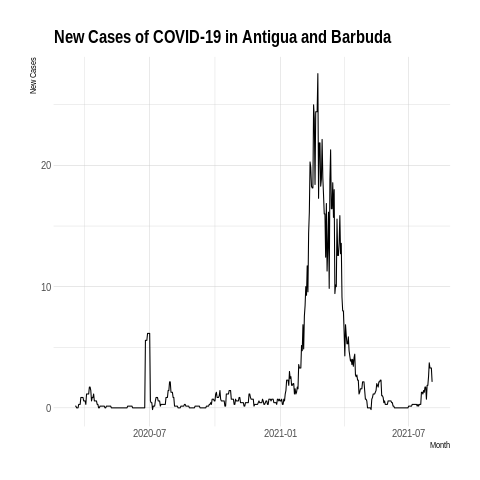 New Cases of COVID-19 in Antigua and Barbuda
New Cases
20
10
0
2020-07 2021-01 2021-07
Month